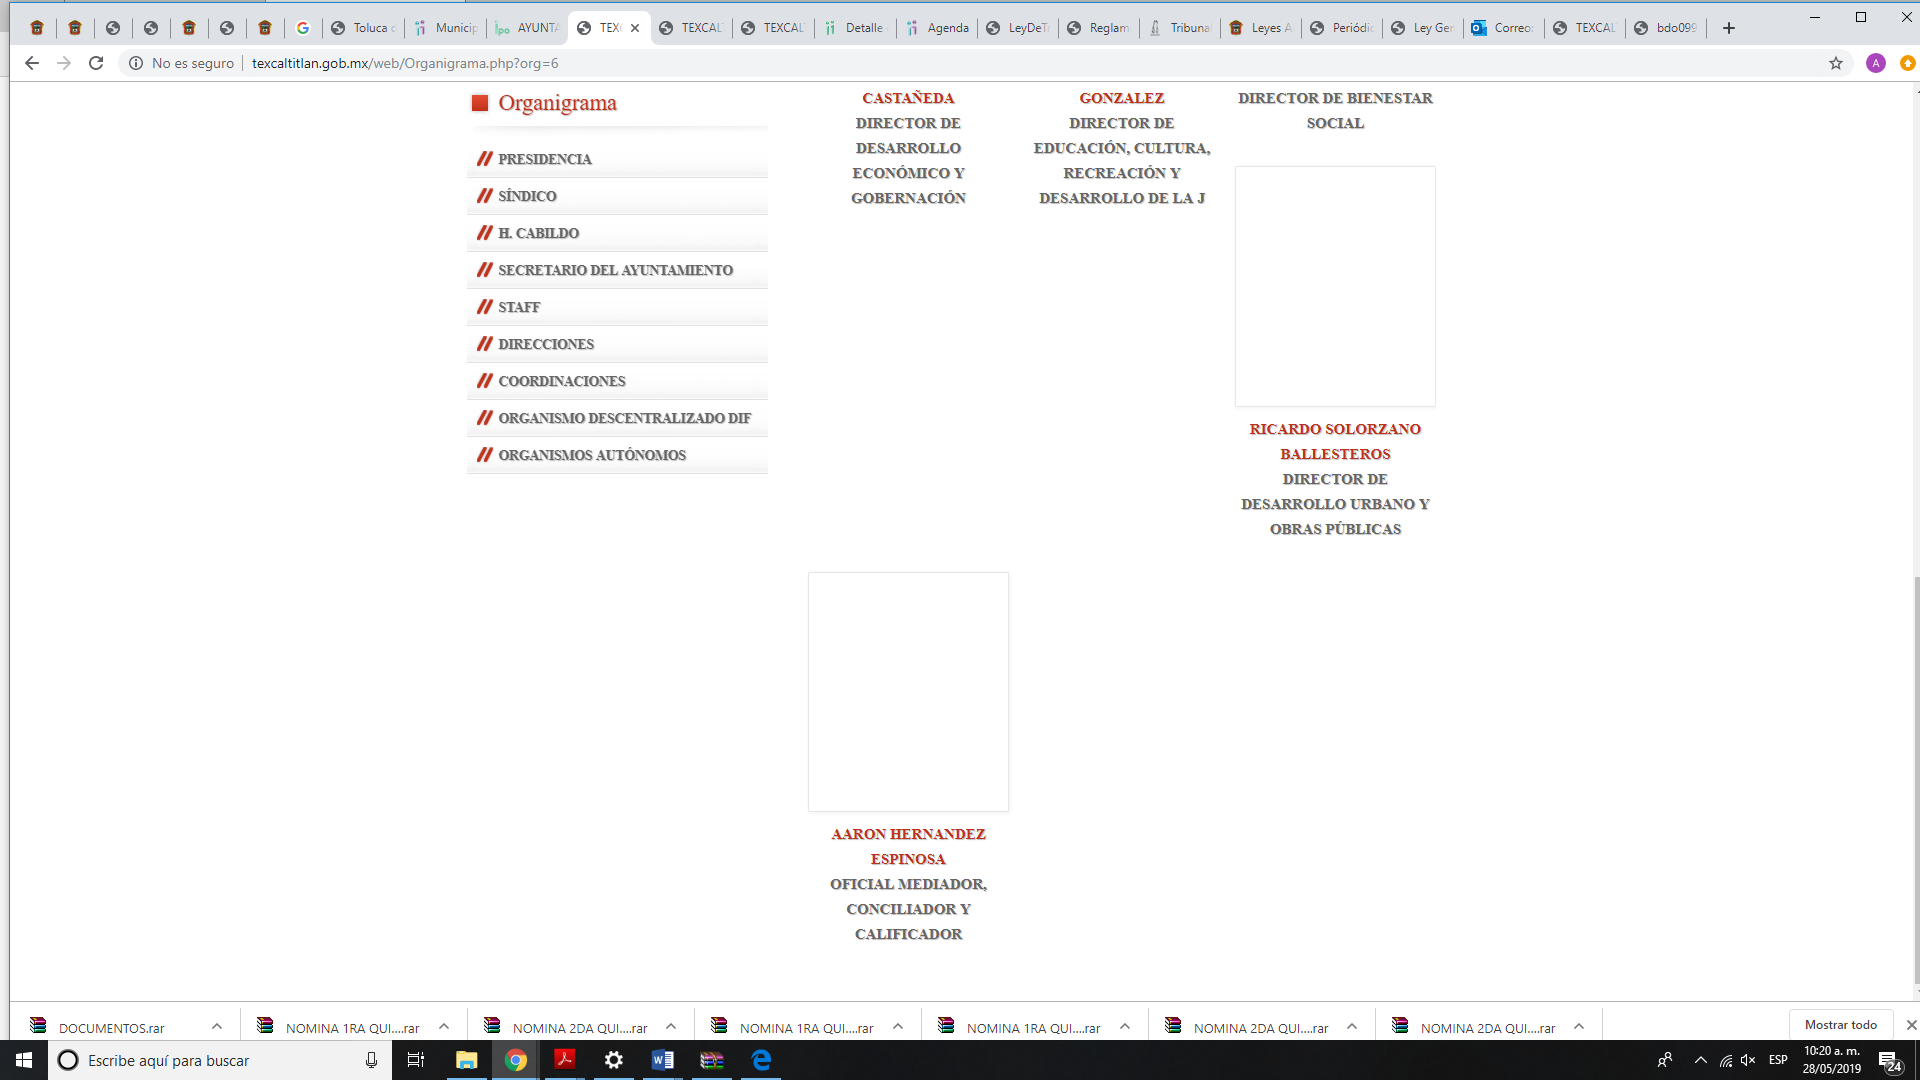 Toluca
Municip
AYUNTA
TEX
TEXCAL
TEXCAL
Detalle
Agenda
LeyDeT
Reglam
Tribuna
Leyes A
Periódic
Ley Ger
Correo:
TEXCAL
bdo099
No es seguro
texcaltitlan.gob.mx/web/Organigrama.php?org=6
A
Organigrama
PRESIDENCIA
SÍNDICO
H. CABILDO
SECRETARIO DEL AYUNTAMIENTO
STAFF
DIRECCIONES
COORDINACIONES
ORGANISMO DESCENTRALIZADO DIF
ORGANISMOS AUTÓNOMOS
CASTAÑEDA
DIRECTOR DE
DESARROLLO
ECONÓMICO Y
GOBERNACIÓN
GONZALEZ
DIRECTOR DE
EDUCACIÓN, CULTURA,
RECREACIÓN Y
DESARROLLO DE LA J
DIRECTOR DE BIENESTAR
SOCIAL
RICARDO SOLORZANO
BALLESTEROS
DIRECTOR DE
DESARROLLO URBANO Y
OBRAS PÚBLICAS
AARON HERNANDEZ
ESPINOSA
OFICIAL MEDIADOR,
CONCILIADOR Y
CALIFICADOR
DOCUMENTOS.rar
NOMINA 1RA QUI....rar
NOMINA 2DA QUI....rar
NOMINA 1RA QUI....rar
NOMINA 1RA QUI....rar
NOMINA 2DA QUI....rar
NOMINA 2DA QUI....rar
Mostrar todo
Escribe aquí para buscar
ESP
10:20 a. m.
28/05/2019
24